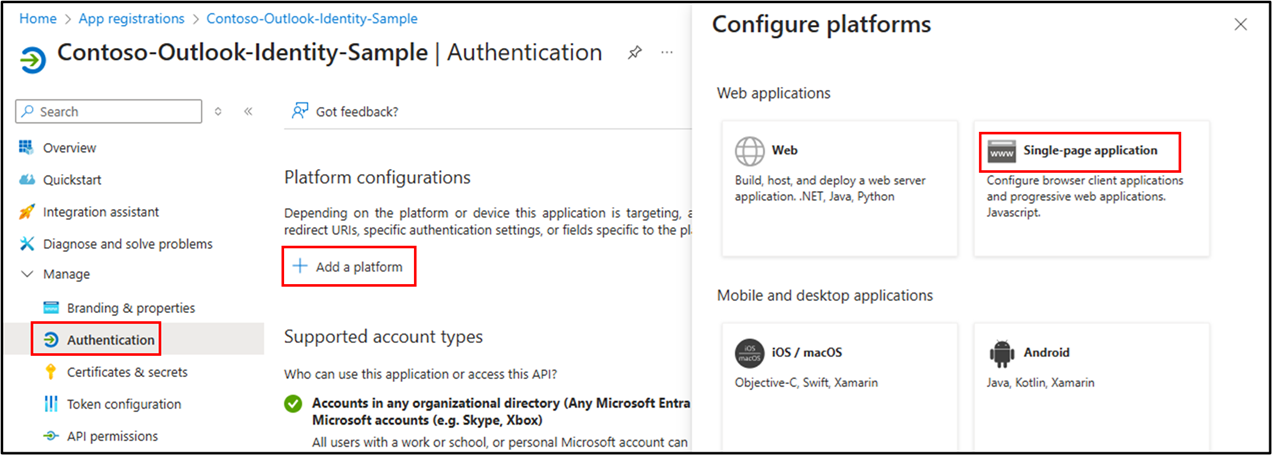 Home > App registrations > Contoso-Outlook-Identity-Sample
Contoso-Outlook-Identity-Sample | Authentication
Search
Overview
Quickstart
Integration assistant
Diagnose and solve problems
Manage
Branding & properties
Authentication
Certificates & secrets
Token configuration
API permissions
Got feedback?
Platform configurations
Depending on the platform or device this application is targeting, a
redirect URIs, specific authentication settings, or fields specific to the pla
Add a platform
Supported account types
Who can use this application or access this API?
Accounts in any organizational directory (Any Microsoft Entra
Microsoft accounts (e.g. Skype, Xbox)
All users with a work or school, or personal Microsoft account can
Configure platforms
Web applications
Web
Build, host, and deploy a web server
application. .NET, Java, Python
www
Single-page application
Configure browser client applications
and progressive web applications.
Javascript.
Mobile and desktop applications
iOS
macOS
iOS / macOS
Objective-C, Swift, Xamarin
Android
Java, Kotlin, Xamarin